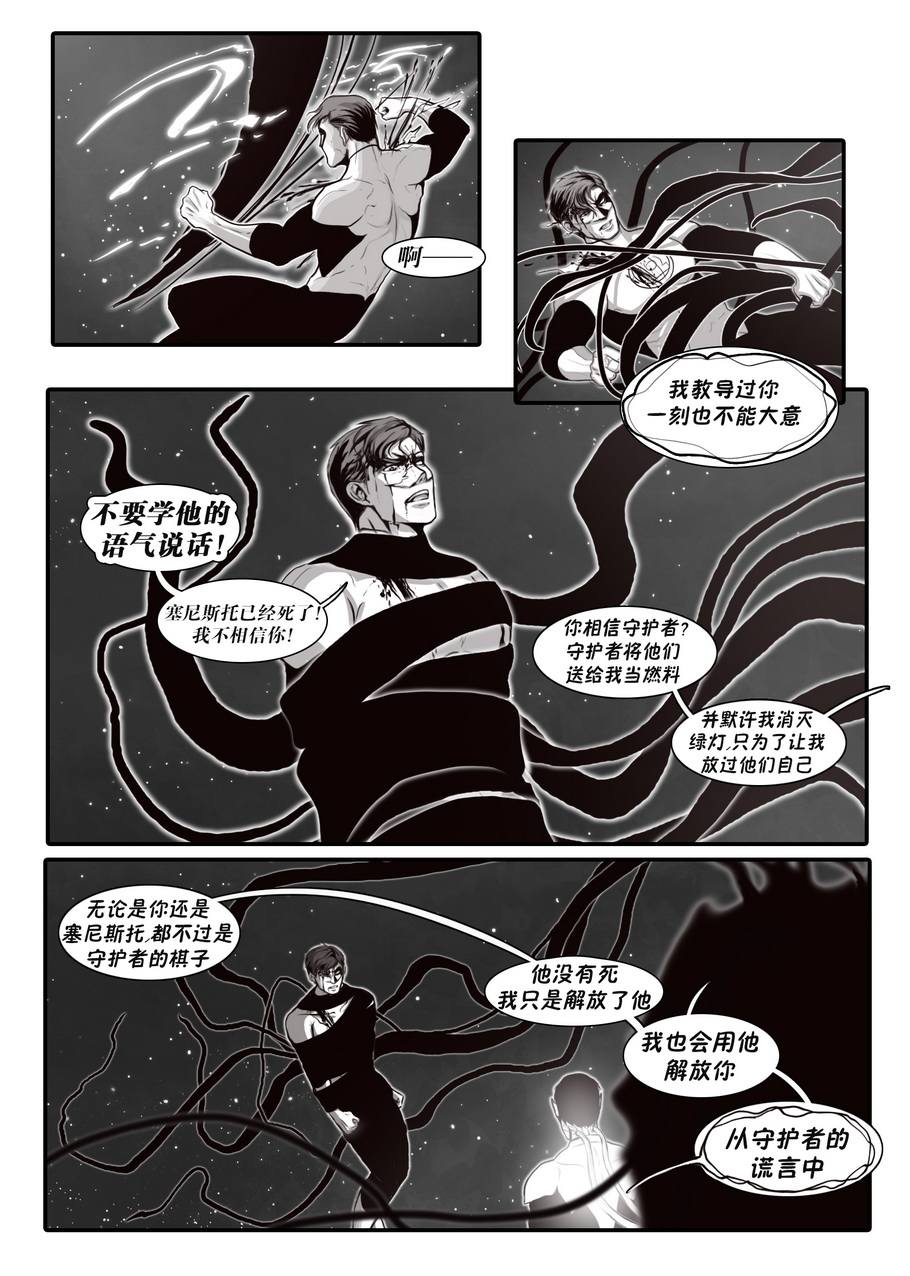 啊——
我教导过你
一刻也不能大意
不要学他的
语气说话!
塞尼斯托已经死了!
我不相信你!
你相信守护者?
守护者将他们
送给我当燃料
并默许我消灭
绿灯,只为了让我
放过他们自己
无论是你还是
塞尼斯托,都不过是
守护者的棋子
他没有死
我只是解放了他
我也会用他
解放你
从守护者的
谎言中